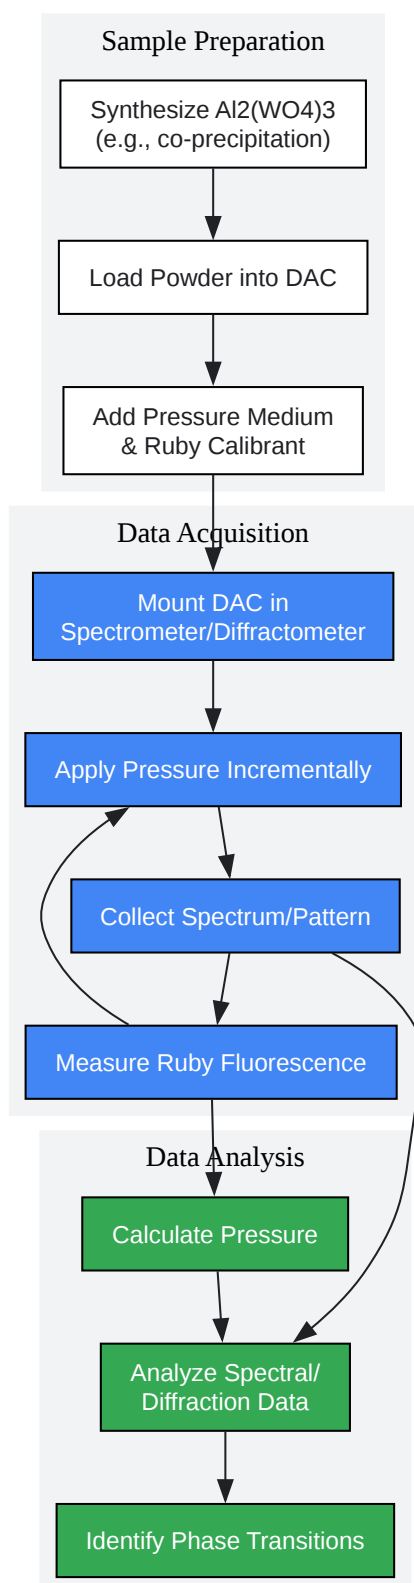 Sample Preparation
Synthesize Al2(WO4)3
(e.g., co-precipitation)
Load Powder into DAC
Add Pressure Medium
& Ruby Calibrant
Data Acquisition
Mount DAC in
Spectrometer/Diffractometer
Apply Pressure Incrementally
Collect Spectrum/Pattern
Measure Ruby Fluorescence
Data Analysis
Calculate Pressure
Analyze Spectral/
Diffraction Data
Identify Phase Transitions